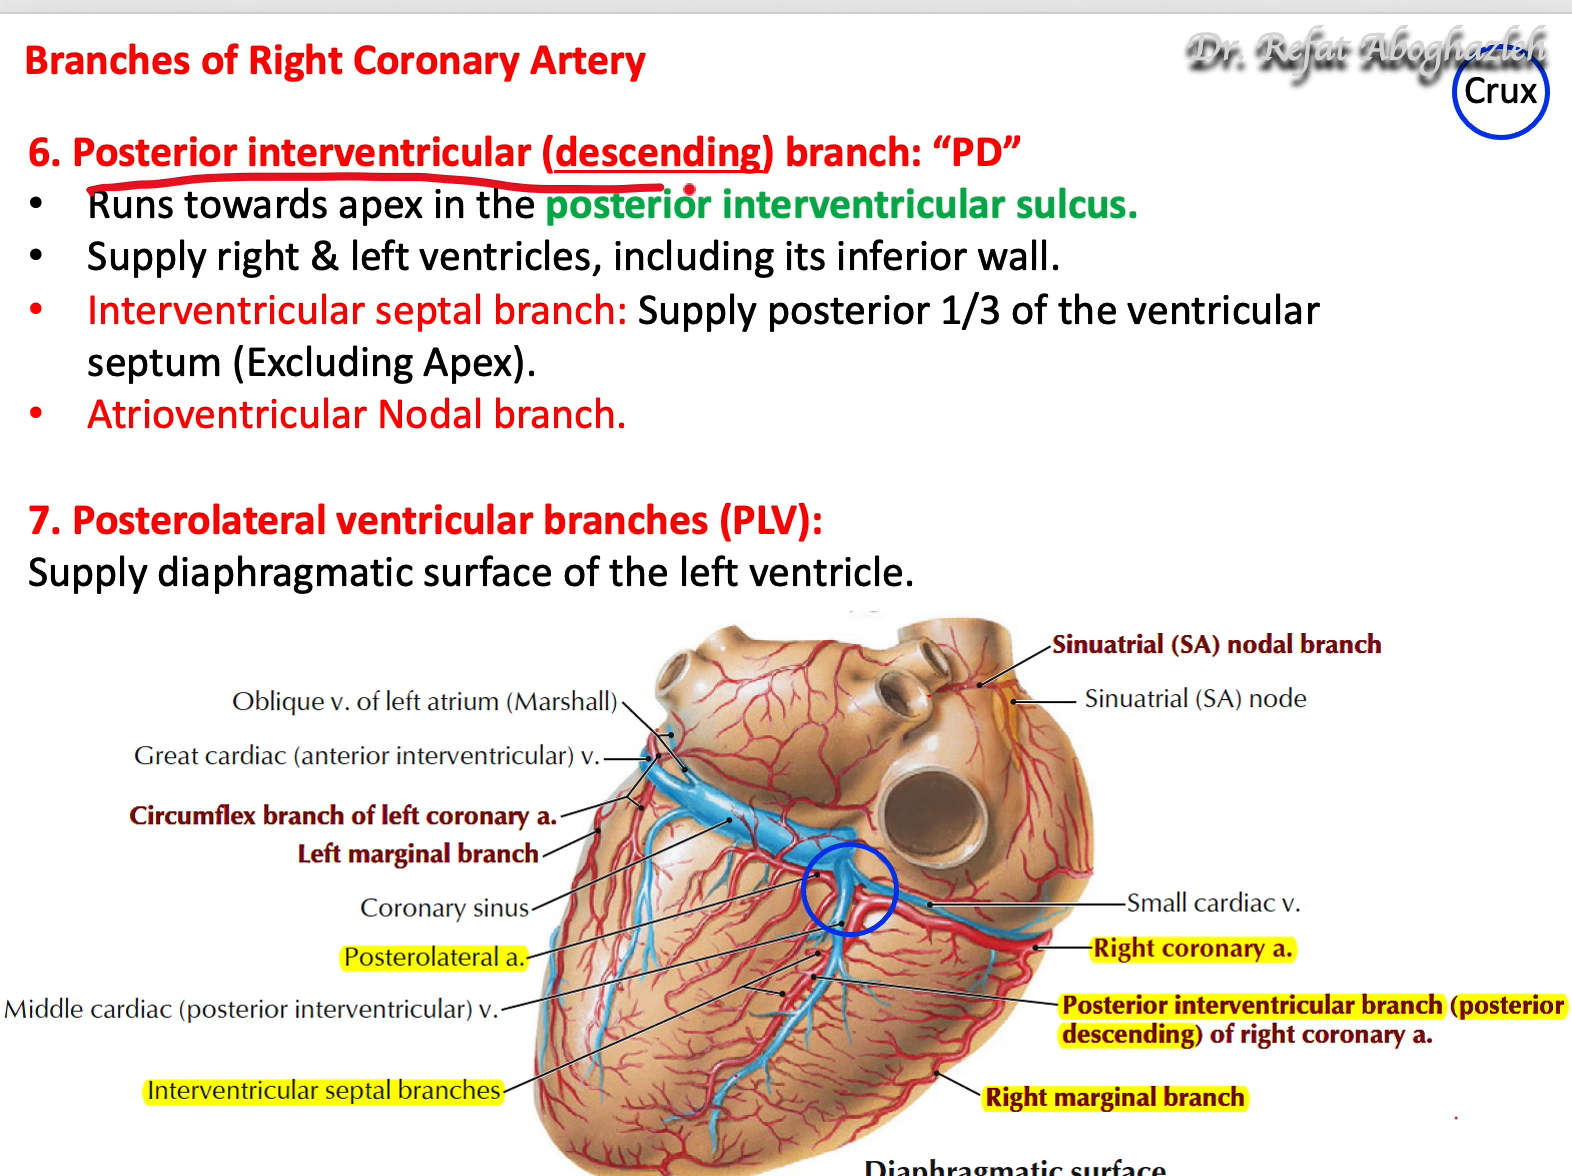 Dr. Refat Aboghazleh
Branches of Right Coronary Artery
Crux
6. Posterior interventricular (descending) branch: “PD”
• Runs towards apex in the posterior interventricular sulcus.
• Supply right & left ventricles, including its inferior wall.
• Interventricular septal branch: Supply posterior 1/3 of the ventricular
septum (Excluding Apex).
• Atrioventricular Nodal branch.
7. Posterolateral ventricular branches (PLV):
Supply diaphragmatic surface of the left ventricle.
Sinuatrial (SA) nodal branch
Oblique v. of left atrium (Marshall)
Sinuatrial (SA) node
Great cardiac (anterior interventricular) v.
Circumflex branch of left coronary a.
Left marginal branch
Coronary sinus
Small cardiac v.
Posterolateral a.
Right coronary a.
Middle cardiac (posterior interventricular) v.
Posterior interventricular branch (posterior
descending) of right coronary a.
Interventricular septal branches
Right marginal branch
Diaphragmatic surface